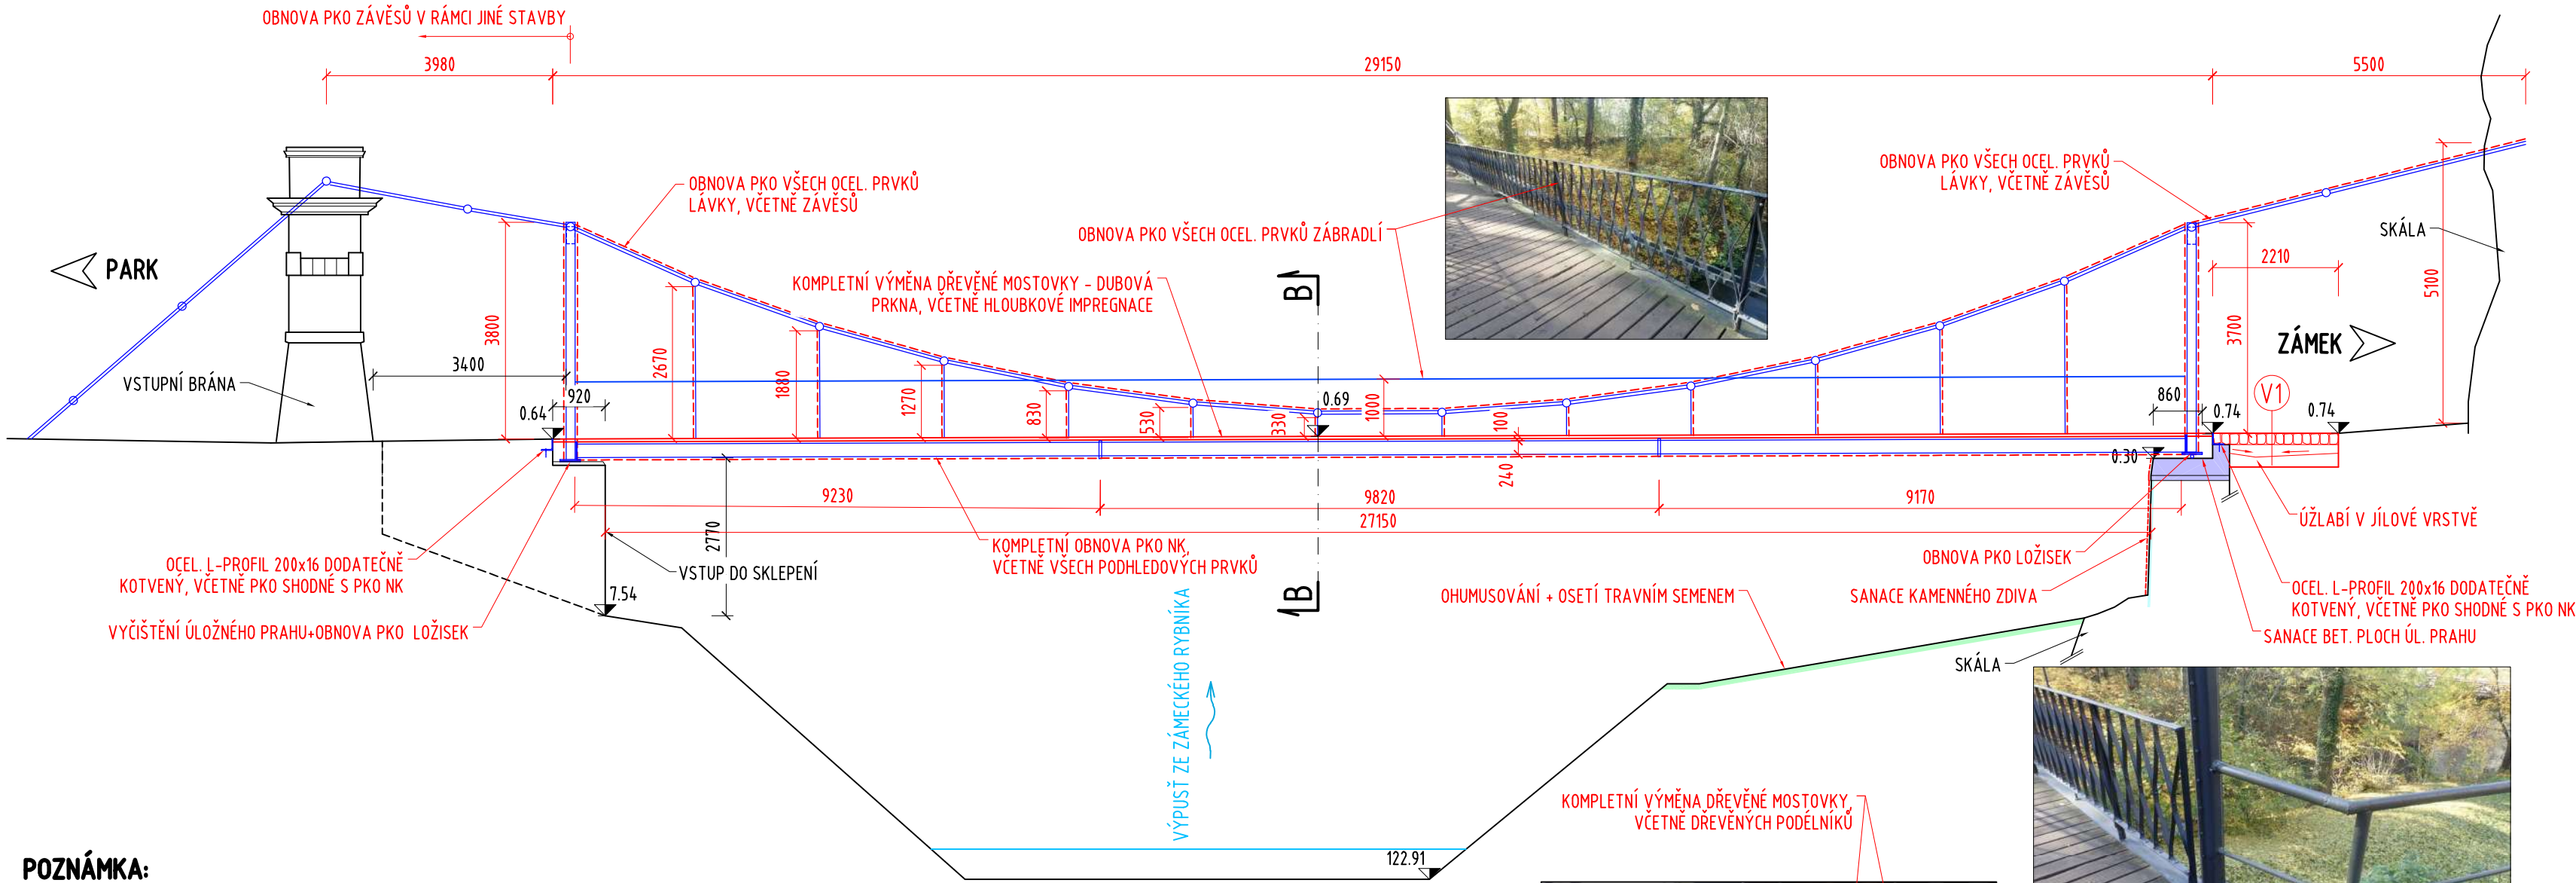 OBNOVA PKO ZÁVĚSŮ V RÁMCI JINÉ STAVBY
3980
29150
5500
OBNOVA PKO VŠECH OCEL. PRVKŮ
LÁVKY, VČETNĚ ZÁVĚSŮ
OBNOVA PKO VŠECH OCEL. PRVKŮ
LÁVKY, VČETNĚ ZÁVĚSŮ
OBNOVA PKO VŠECH OCEL. PRVKŮ ZÁBRADLÍ
SKÁLA
PARK
KOMPLETNÍ VÝMĚNA DŘEVĚNÉ MOSTOVKY - DUBOVÁ
PRKNA, VČETNĚ HLOUBKOVÉ IMPREGNACE
B
2210
5100
3800
2670
1880
1270
830
530
330
1000
100
3700
ZÁMEK
3400
VSTUPNÍ BRÁNA
920
0.64
0.69
860
0.74
V1
0.74
0.30
240
9230
9820
9170
27150
2770
ÚŽLABÍ V JÍLOVÉ VRSTVĚ
OCEL. L-PROFIL 200x16 DODATEČNĚ
KOTVENÝ, VČETNĚ PKO SHODNÉ S PKO NK
VSTUP DO SKLEPENÍ
KOMPLETNÍ OBNOVA PKO NK,
VČETNĚ VŠECH PODHLEDOVÝCH PRVKŮ
OBNOVA PKO LOŽISEK
7.54
B
OHUMUSOVÁNÍ + OSETÍ TRAVNÍM SEMENEM
SANACE KAMENNÉHO ZDIVA
OCEL. L-PROFIL 200x16 DODATEČNĚ
KOTVENÝ, VČETNĚ PKO SHODNÉ S PKO NK
VYČIŠTĚNÍ ÚLOŽNÉHO PRAHU+OBNOVA PKO LOŽISEK
SANACE BET. PLOCH ÚL. PRAHU
SKÁLA
VÝPUSŤ ZE ZÁMECKÉHO RYBNÍKA
KOMPLETNÍ VÝMĚNA DŘEVĚNÉ MOSTOVKY,
VČETNĚ DŘEVĚNÝCH PODÉLNÍKŮ
122.91
POZNÁMKA: